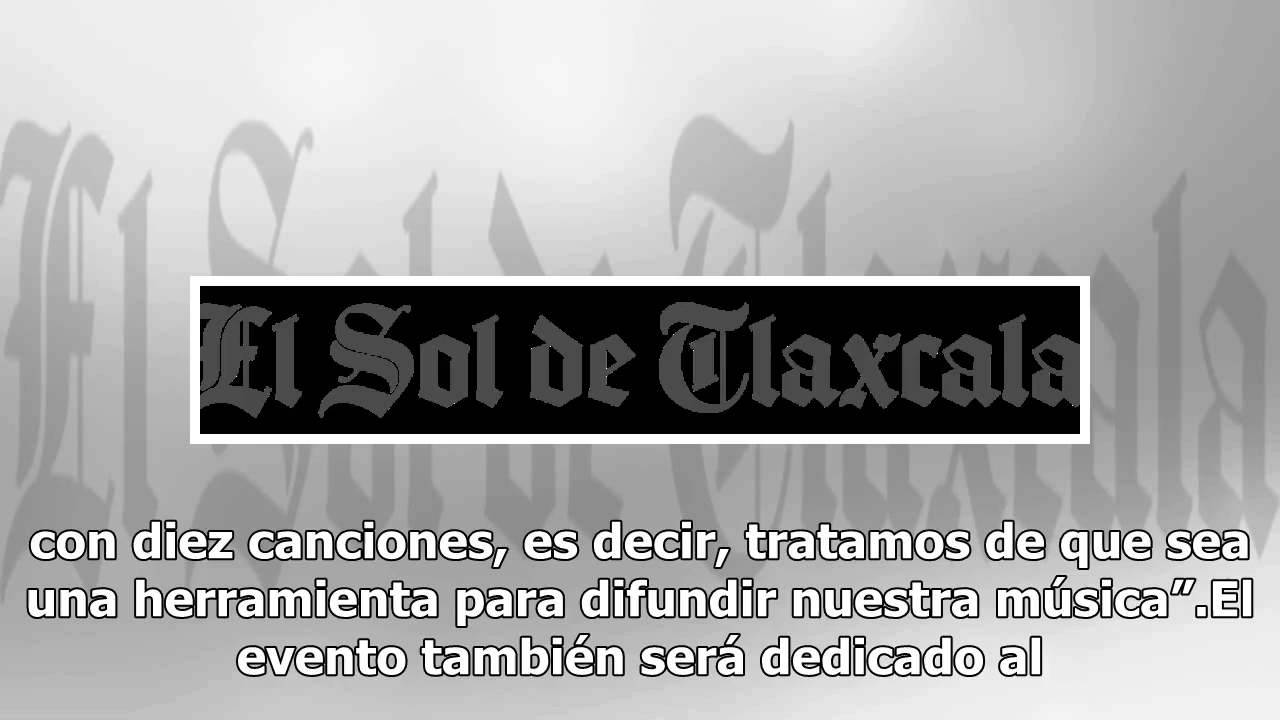 El Sol de Tlaxcala
con diez canciones, es decir, tratamos de que sea
una herramienta para difundir nuestra música”.El
evento también será dedicado al